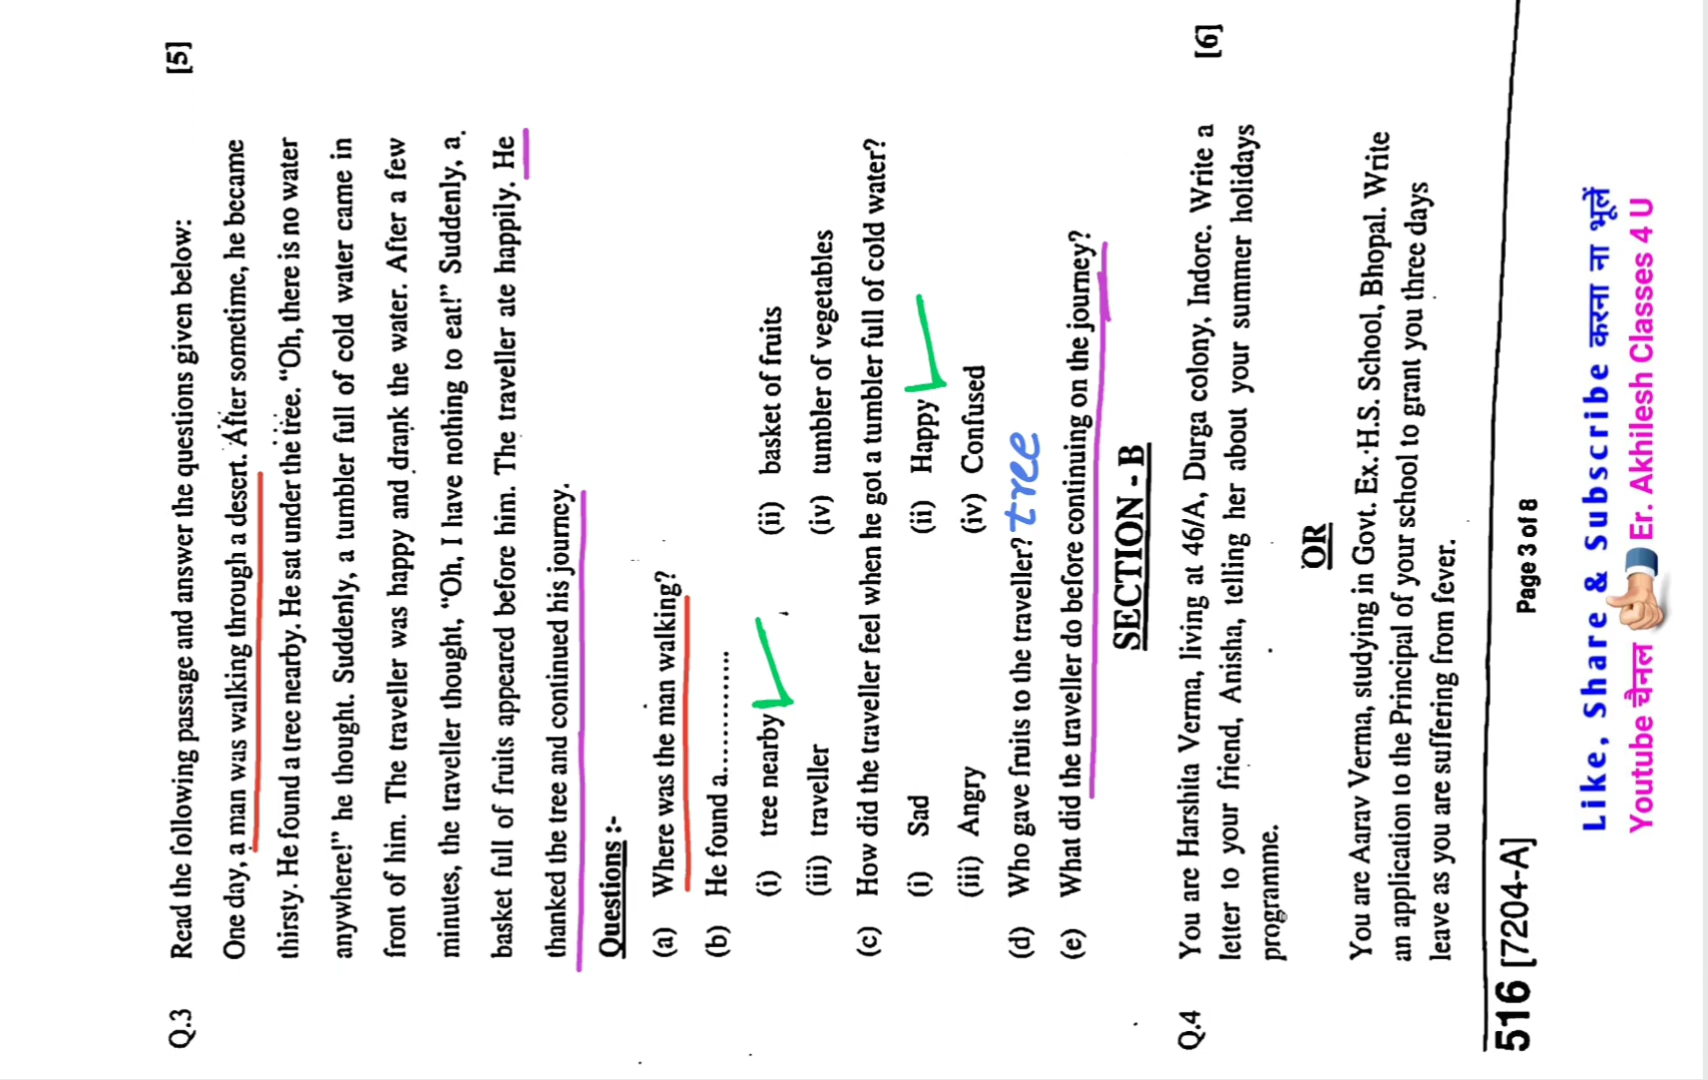 Q.3 Read the following passage and answer the questions given below: [5]
One day, a man was walking through a desert. After sometime, he became
thirsty. He found a tree nearby. He sat under the tree. “Oh, there is no water
anywhere!” he thought. Suddenly, a tumbler full of cold water came in
front of him. The traveller was happy and drank the water. After a few
minutes, the traveller thought, “Oh, I have nothing to eat!” Suddenly, a
basket full of fruits appeared before him. The traveller ate happily. He
thanked the tree and continued his journey.
Questions :-
(a) Where was the man walking?
(b) He found a..............
(i) tree nearby (ii) basket of fruits
(iii) traveller (iv) tumbler of vegetables
(c) How did the traveller feel when he got a tumbler full of cold water?
(i) Sad (ii) Happy
(iii) Angry (iv) Confused
(d) Who gave fruits to the traveller? tree
(e) What did the traveller do before continuing on the journey?
SECTION - B
Q.4 You are Harshita Verma, living at 46/A, Durga colony, Indore. Write a [6]
letter to your friend, Anisha, telling her about your summer holidays
programme.
OR
You are Aarav Verma, studying in Govt. Ex. H.S. School, Bhopal. Write
an application to the Principal of your school to grant you three days
leave as you are suffering from fever.
516 [7204-A] Page 3 of 8
Like, Share & Subscribe करना ना भूलें
Youtube चैनल Er. Akhilesh Classes 4 U